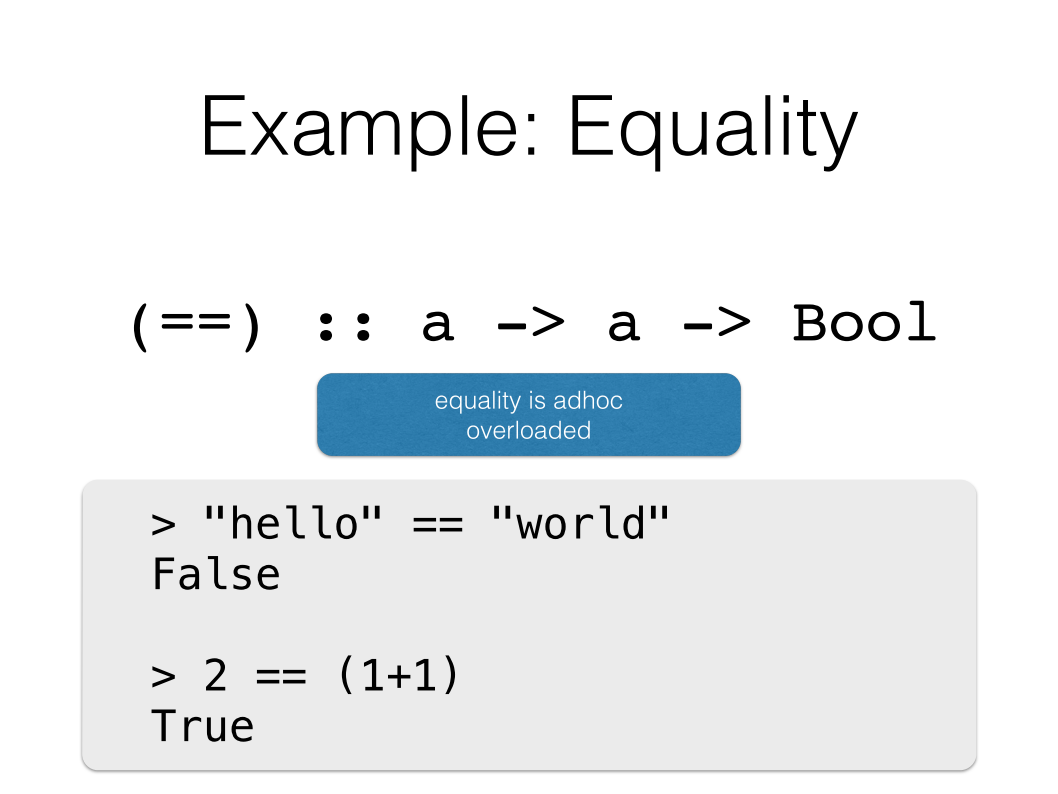 Example: Equality
(==) :: a -> a -> Bool
equality is adhoc
overloaded
> "hello" == "world"
False
> 2 == (1+1)
True